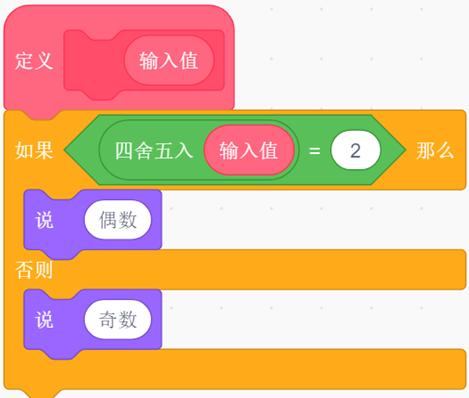 定义 输入值
如果 四舍五入 输入值 = 2 那么
说 偶数
否则
说 奇数